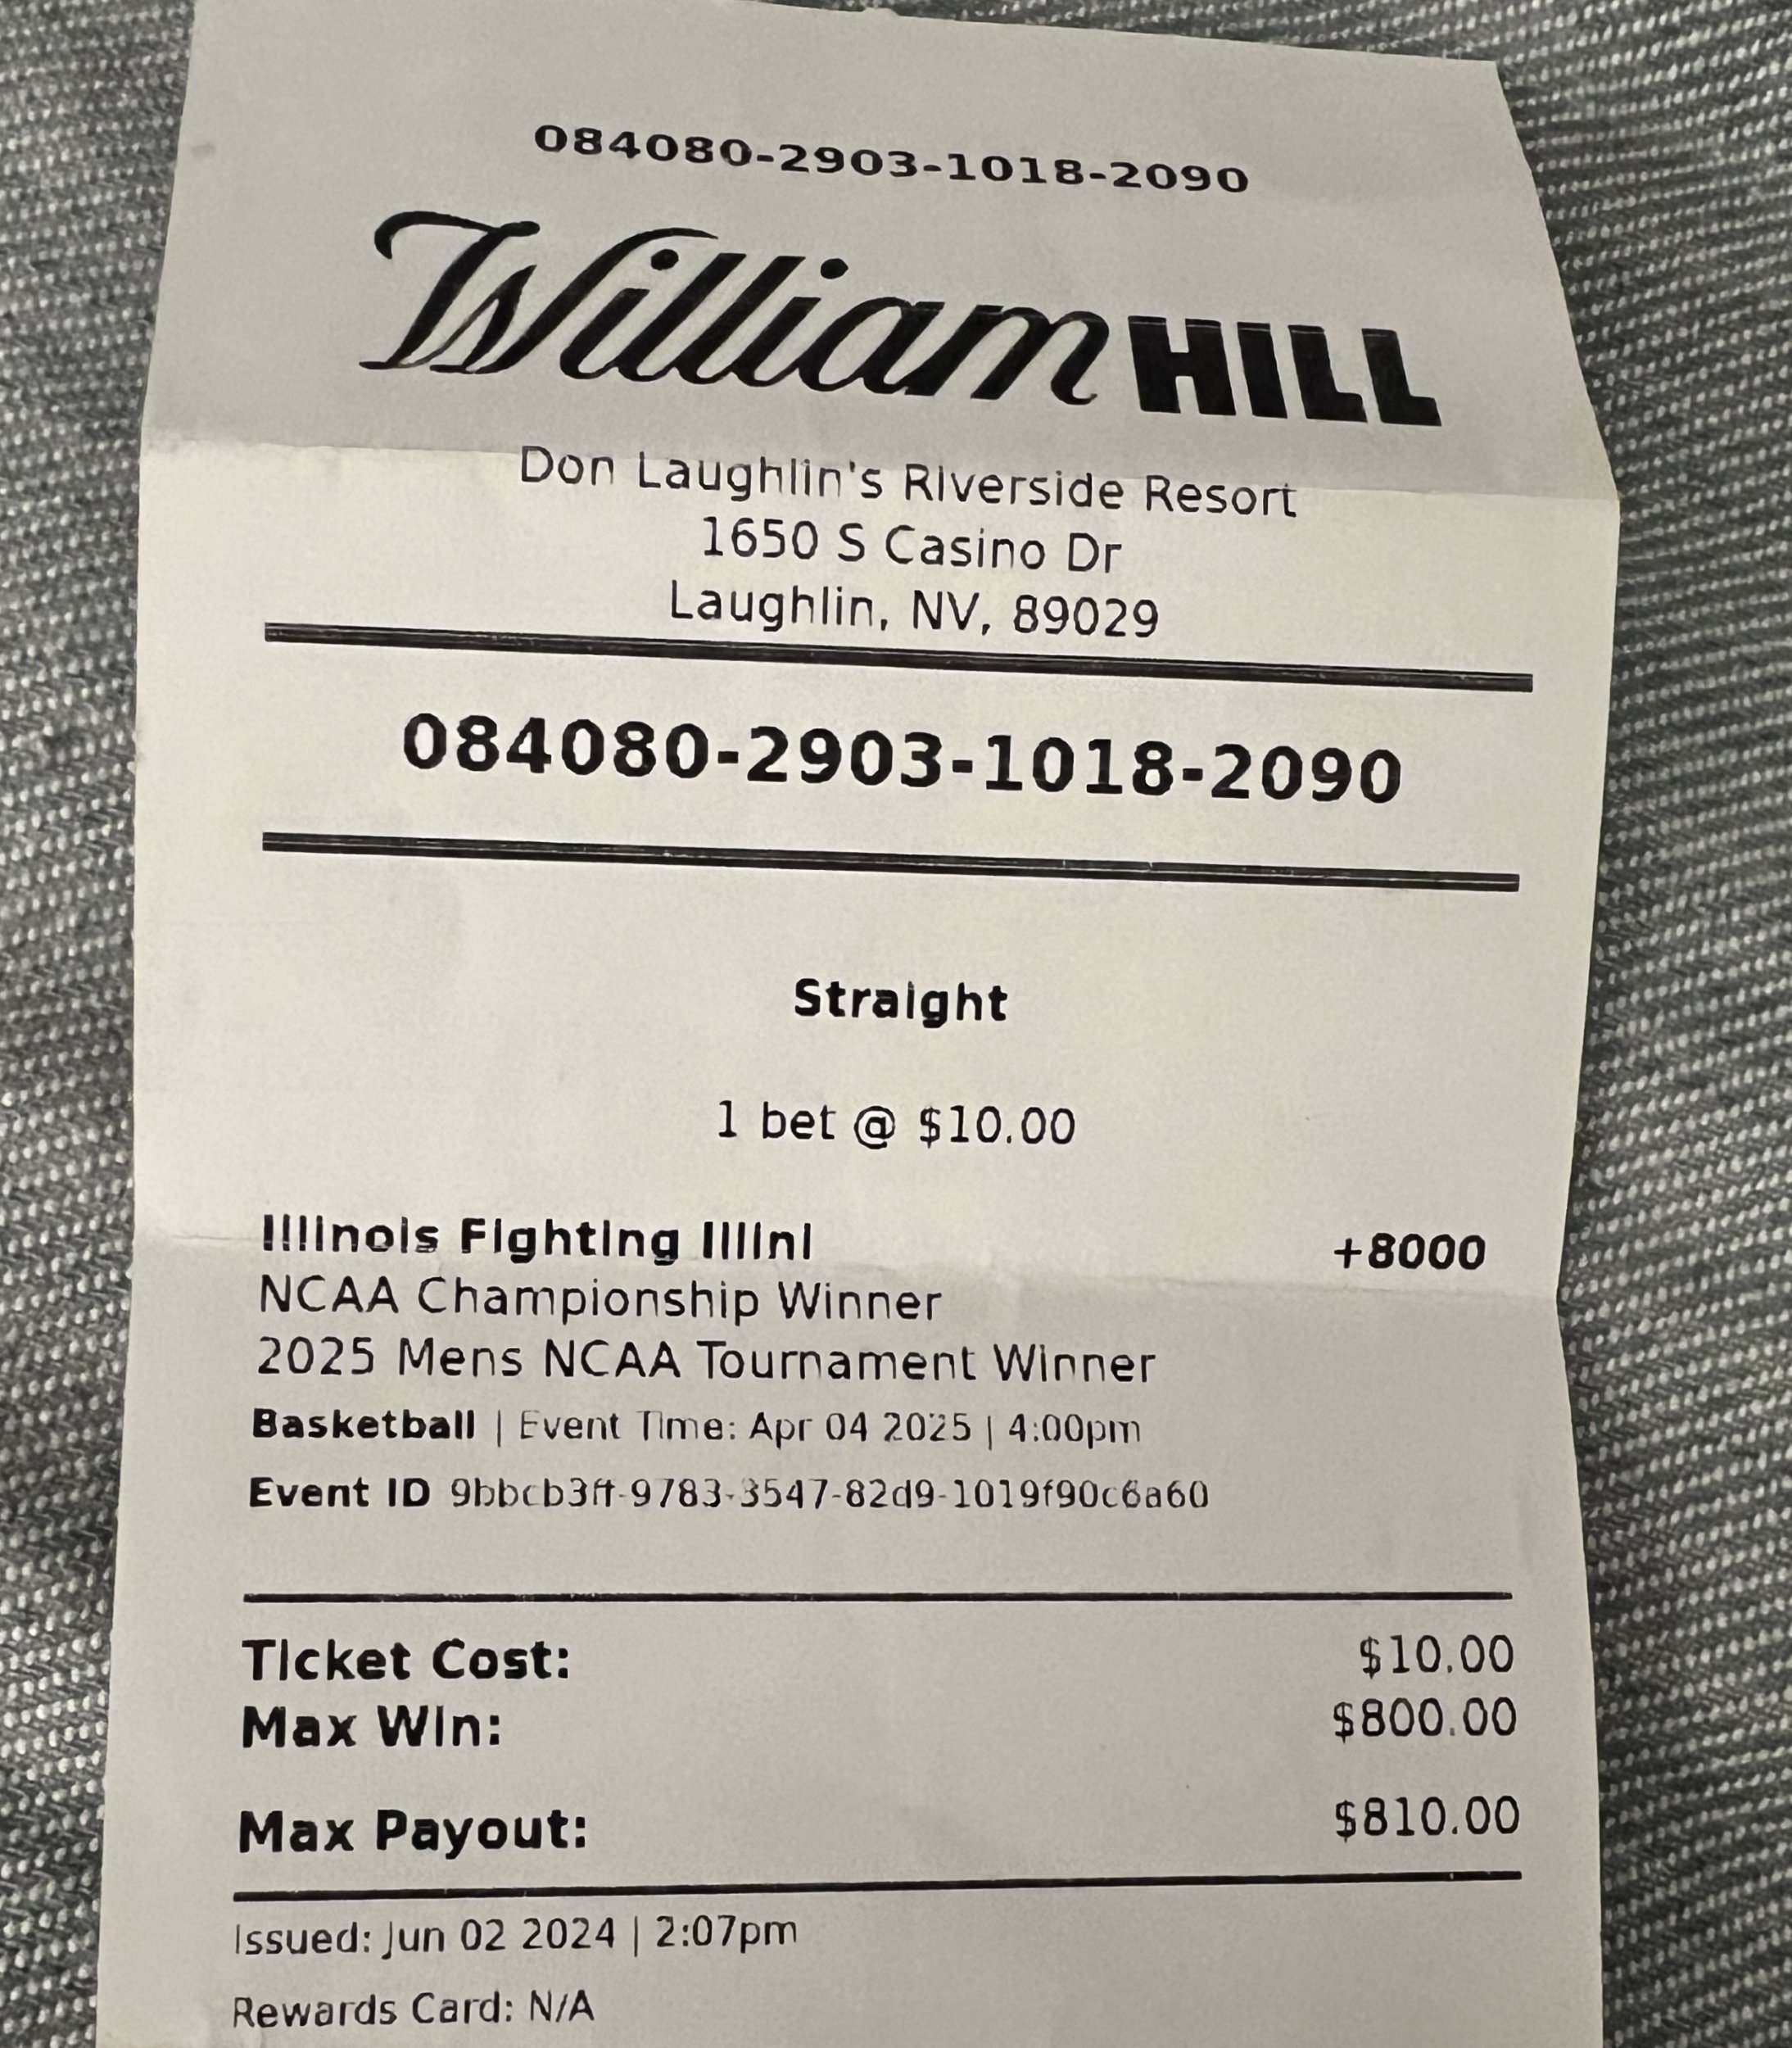 084080-2903-1018-2090
William HILL
Don Laughlin's Riverside Resort
1650 S Casino Dr
Laughlin, NV, 89029
084080-2903-1018-2090
Straight
1 bet @ $10.00
Illinois Fighting Illini +8000
NCAA Championship Winner
2025 Mens NCAA Tournament Winner
Basketball | Event Time: Apr 04 2025 | 4:00pm
Event ID 9bbcb3ff-9783-3547-82d9-1019f90c6a60
Ticket Cost: $10.00
Max Win: $800.00
Max Payout: $810.00
Issued: Jun 02 2024 | 2:07pm
Rewards Card: N/A